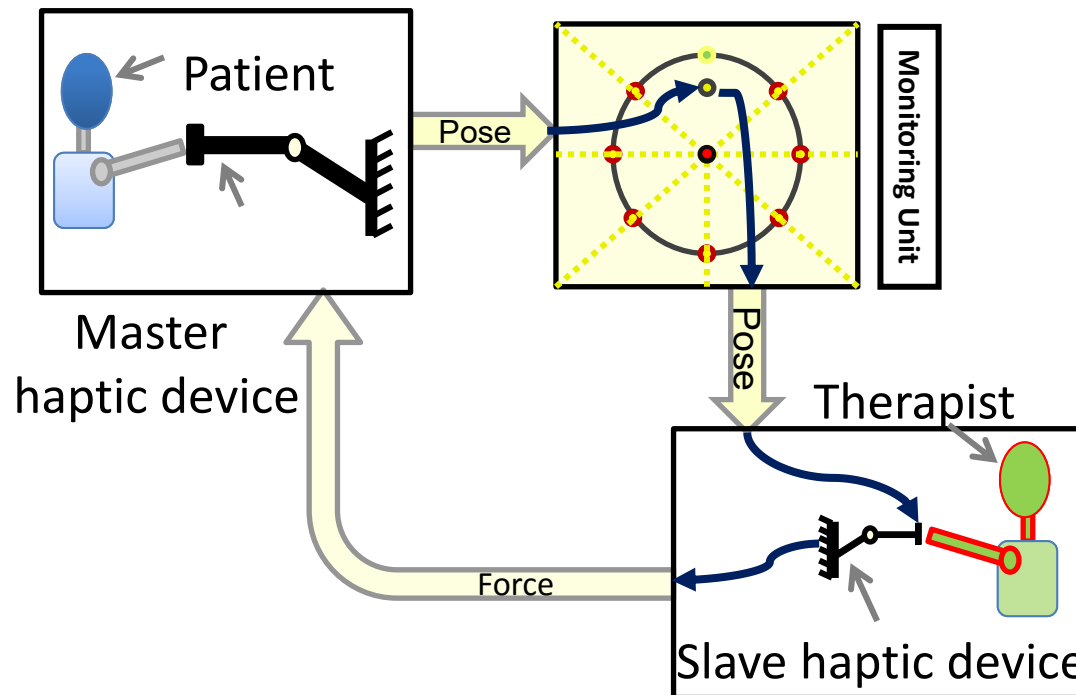 Patient
Pose
Monitoring Unit
Master
haptic device
Pose
Therapist
Force
Slave haptic device